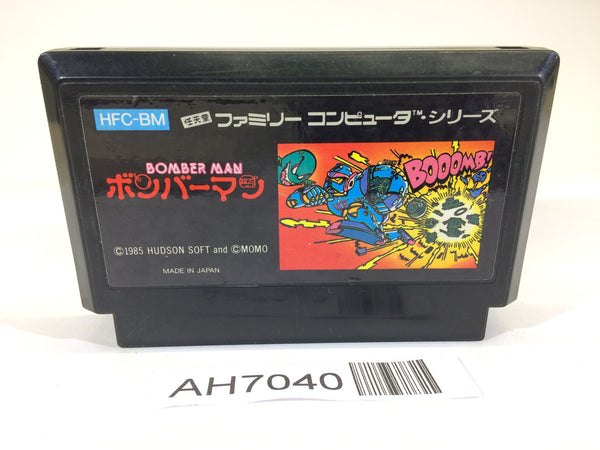 HFC-BM 任天堂 ファミリー コンピュータ™・シリーズ
BOMBER MAN
ボンバーマン
BOOOMB!
©1985 HUDSON SOFT and ©MOMO
MADE IN JAPAN
AH7040